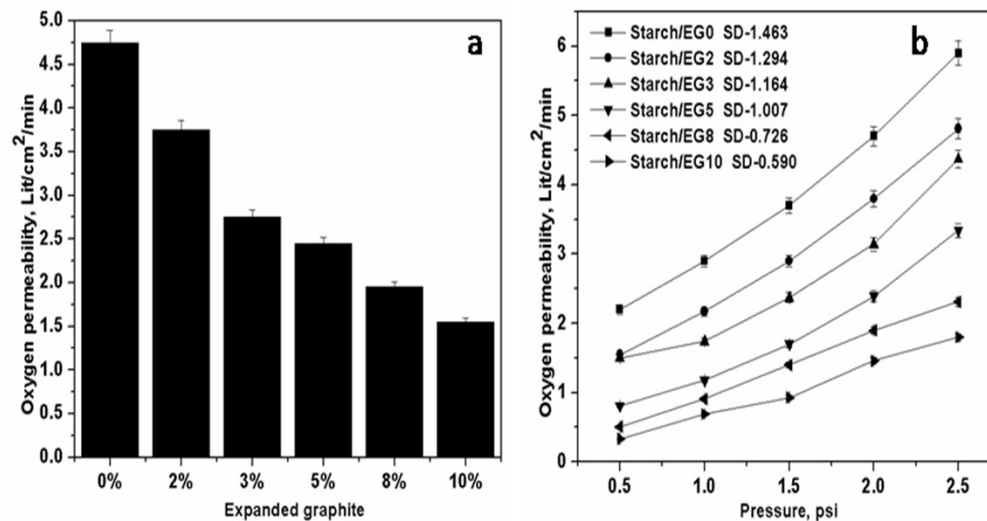 a
Oxygen permeability, Lit/cm²/min
5.0
4.5
4.0
3.5
3.0
2.5
2.0
1.5
1.0
0.5
0.0
0% 2% 3% 5% 8% 10%
Expanded graphite
b
Starch/EG0 SD-1.463
Starch/EG2 SD-1.294
Starch/EG3 SD-1.164
Starch/EG5 SD-1.007
Starch/EG8 SD-0.726
Starch/EG10 SD-0.590
Oxygen permeability, Lit/cm²/min
6
5
4
3
2
1
0
0.5 1.0 1.5 2.0 2.5
Pressure, psi